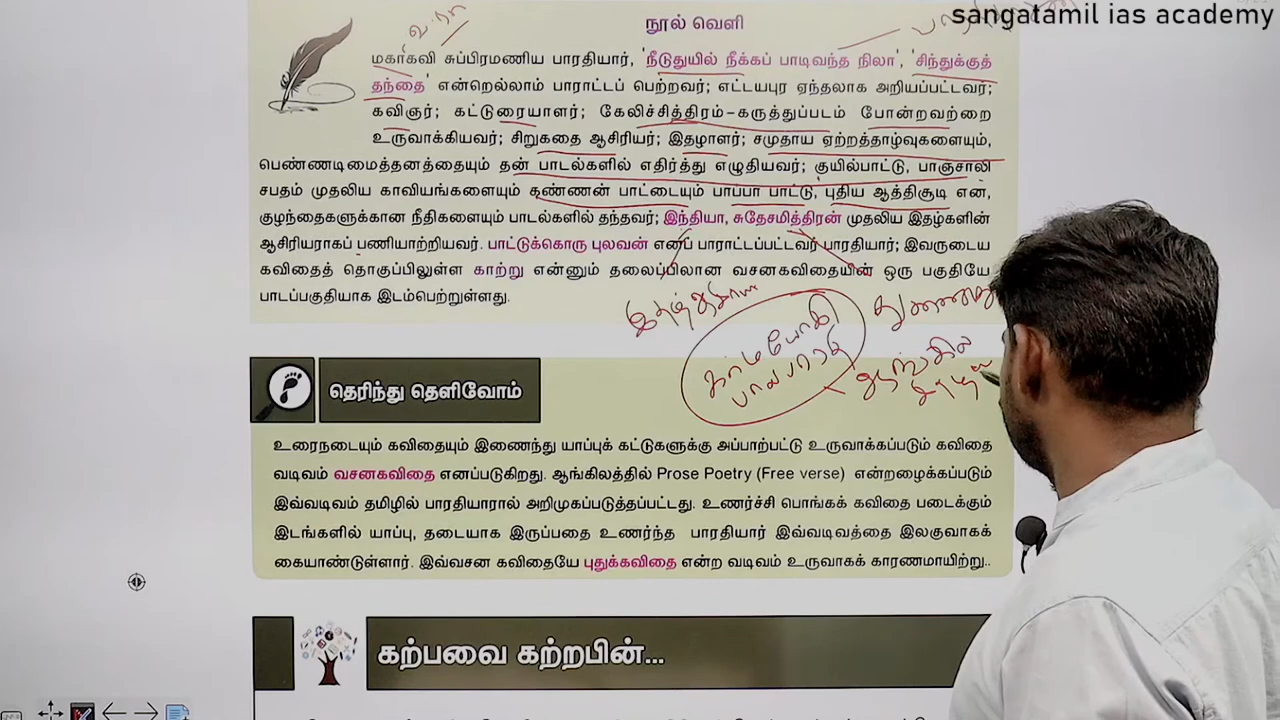 sangatamil ias academy
நூல் வெளி
மகாகவி சுப்பிரமணிய பாரதியார், 'நீடுதுயில் நீக்கப் பாடிவந்த நிலா', 'சிந்துக்குத்
தந்தை' என்றெல்லாம் பாராட்டப் பெற்றவர்; எட்டயபுர ஏந்தலாக அறியப்பட்டவர்;
கவிஞர்; கட்டுரையாளர்; கேலிச்சித்திரம்-கருத்துப்படம் போன்றவற்றை
உருவாக்கியவர்; சிறுகதை ஆசிரியர்; இதழாளர்; சமுதாய ஏற்றத்தாழ்வுகளையும்,
பெண்ணடிமைத்தனத்தையும் தன் பாடல்களில் எதிர்த்து எழுதியவர்; குயில்பாட்டு, பாஞ்சாலி
சபதம் முதலிய காவியங்களையும் கண்ணன் பாட்டையும் பாப்பா பாட்டு, புதிய ஆத்திசூடி என,
குழந்தைகளுக்கான நீதிகளையும் பாடல்களில் தந்தவர்; இந்தியா, சுதேசமித்திரன் முதலிய இதழ்களின்
ஆசிரியராகப் பணியாற்றியவர். பாட்டுக்கொரு புலவன் எனப் பாராட்டப்பட்டவர் பாரதியார்; இவருடைய
கவிதைத் தொகுப்பிலுள்ள காற்று என்னும் தலைப்பிலான வசனகவிதையின் ஒரு பகுதியே
பாடப்பகுதியாக இடம்பெற்றுள்ளது.
கர்மயோகி
பாலபாரதி
தெரிந்து தெளிவோம்
உரைநடையும் கவிதையும் இணைந்து யாப்புக் கட்டுகளுக்கு அப்பாற்பட்டு உருவாக்கப்படும் கவிதை
வடிவம் வசனகவிதை எனப்படுகிறது. ஆங்கிலத்தில் Prose Poetry (Free verse) என்றழைக்கப்படும்
இவ்வடிவம் தமிழில் பாரதியாரால் அறிமுகப்படுத்தப்பட்டது. உணர்ச்சி பொங்கக் கவிதை படைக்கும்
இடங்களில் யாப்பு, தடையாக இருப்பதை உணர்ந்த பாரதியார் இவ்வடிவத்தை இலகுவாகக்
கையாண்டுள்ளார். இவ்வசன கவிதையே புதுக்கவிதை என்ற வடிவம் உருவாகக் காரணமாயிற்று..
கற்பவை கற்றபின்...